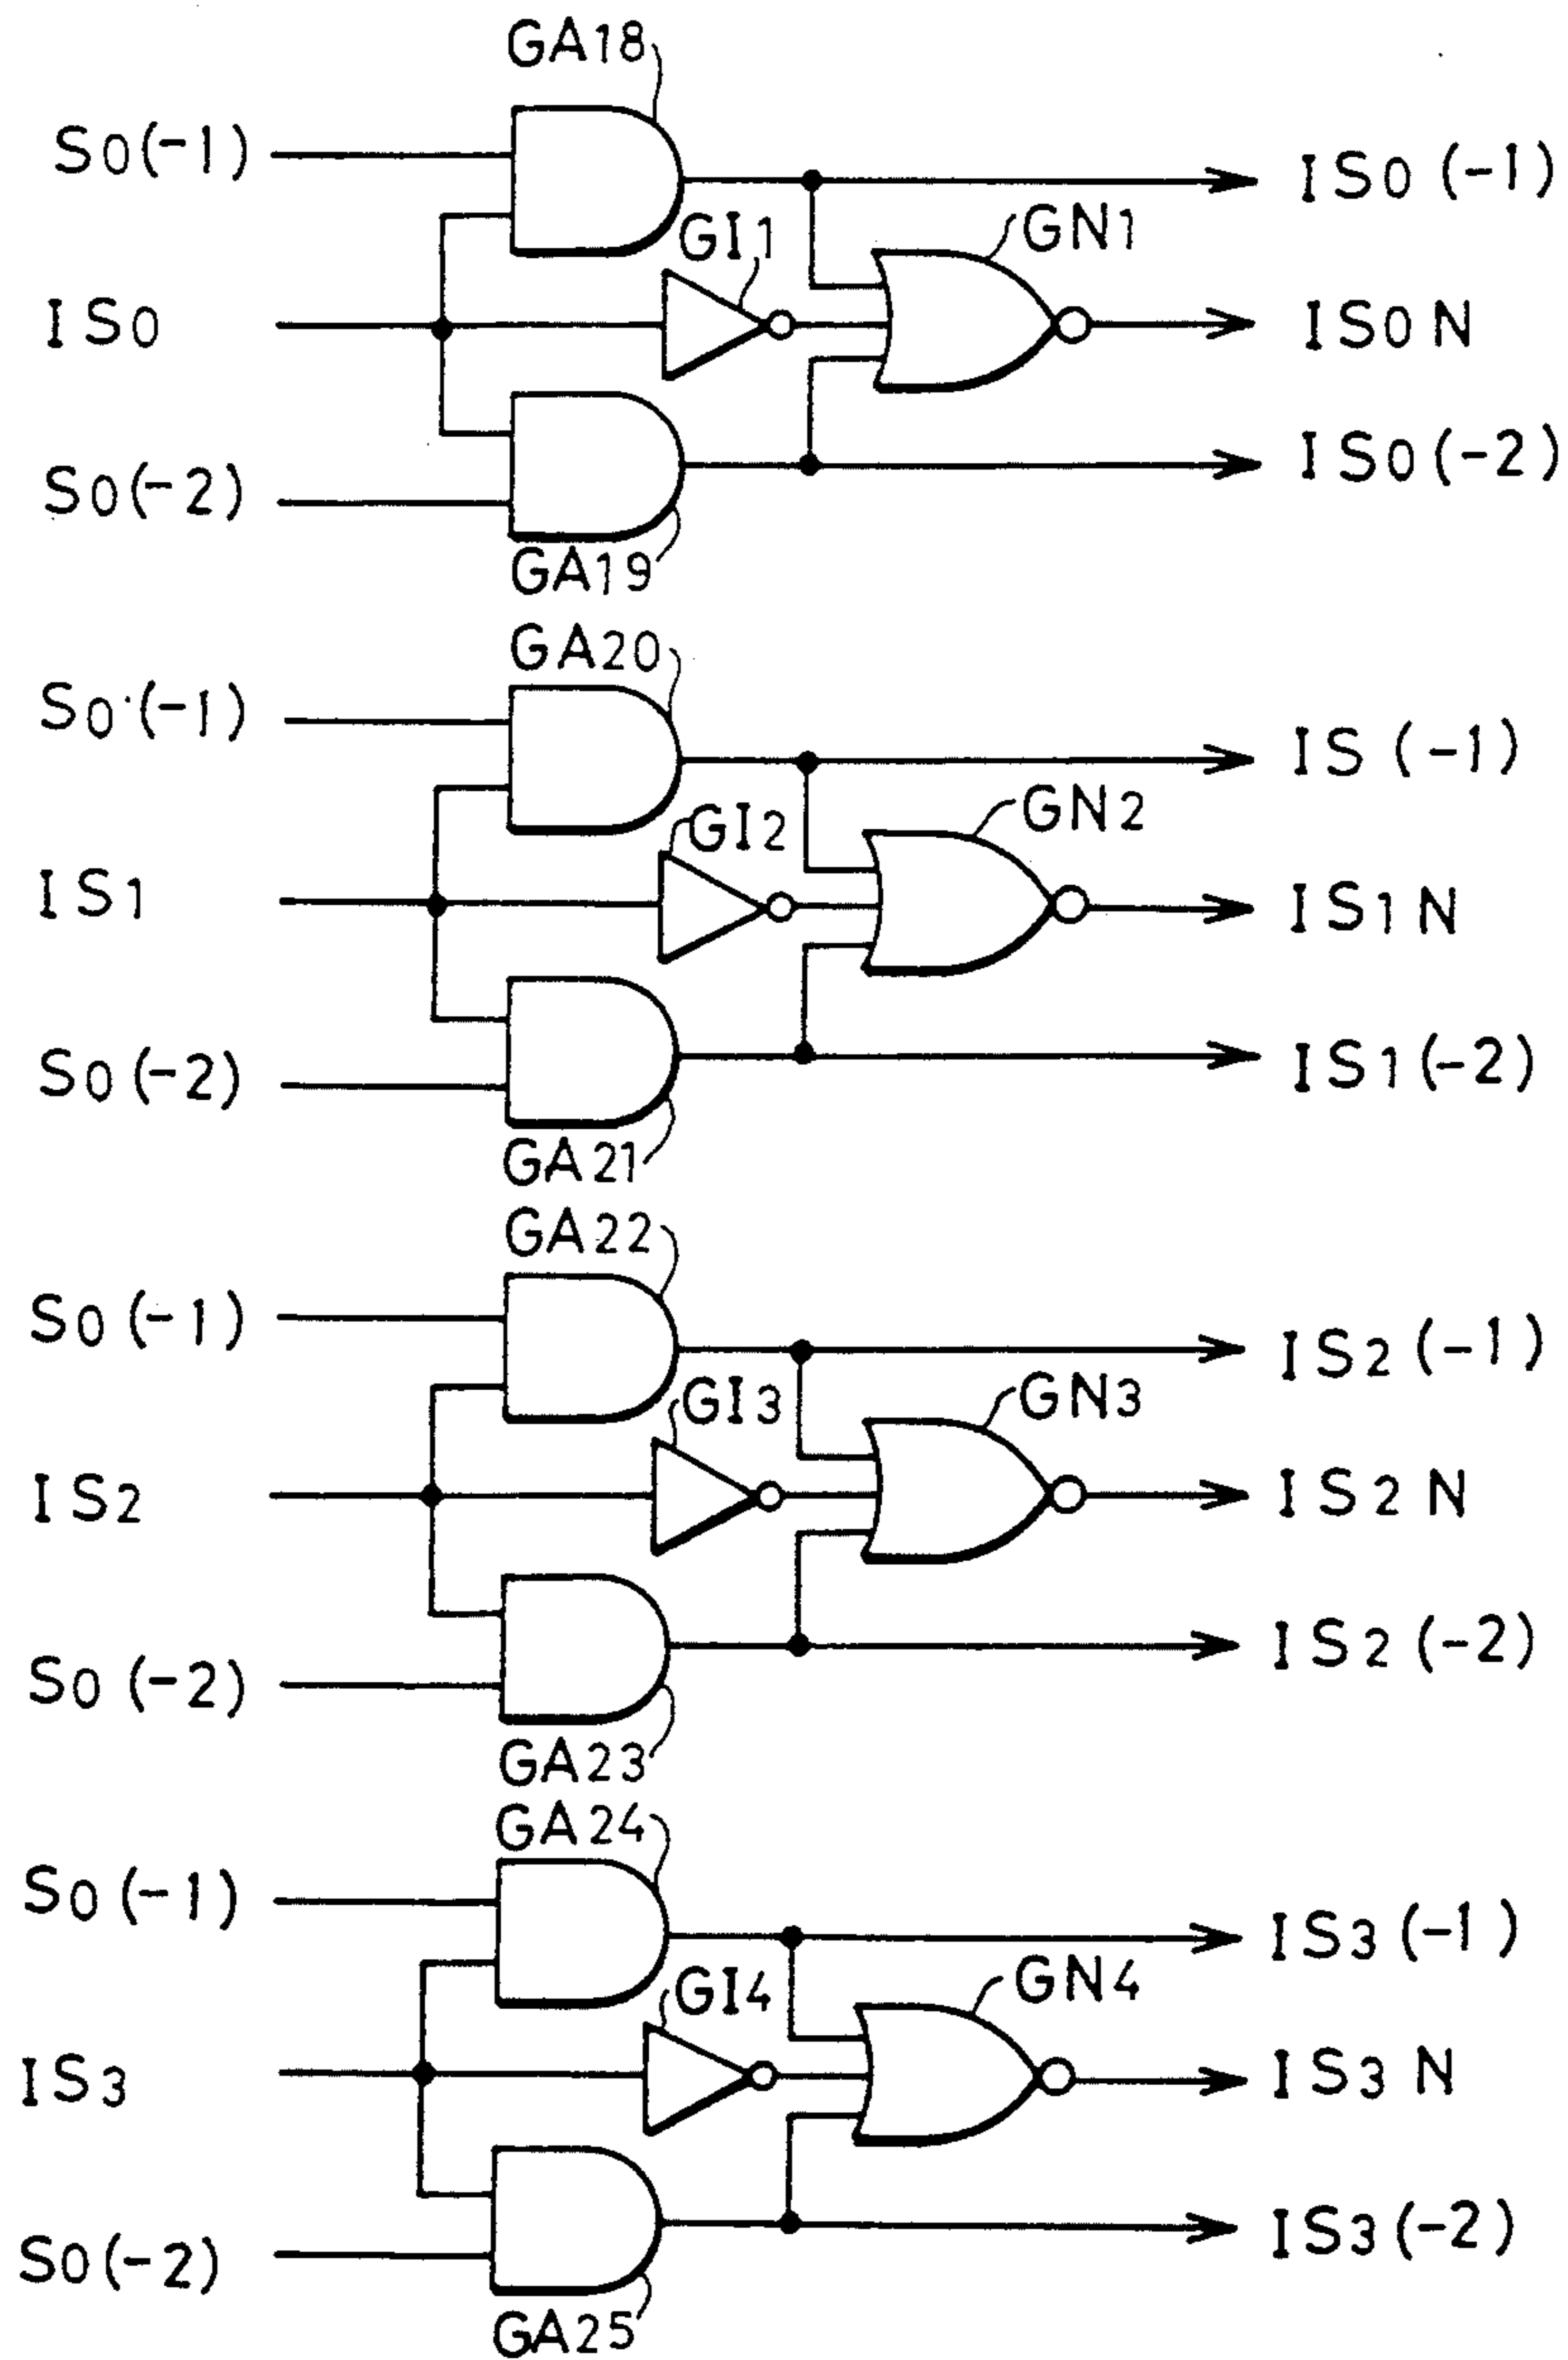 GA18
S0(-1)
IS0(-1)
GI1
GN1
IS0
IS0N
S0(-2)
IS0(-2)
GA19
GA20
S0(-1)
IS(-1)
GI2
GN2
IS1
IS1N
S0(-2)
IS1(-2)
GA21
GA22
S0(-1)
IS2(-1)
GI3
GN3
IS2
IS2N
S0(-2)
IS2(-2)
GA23
GA24
S0(-1)
IS3(-1)
GI4
GN4
IS3
IS3N
S0(-2)
IS3(-2)
GA25